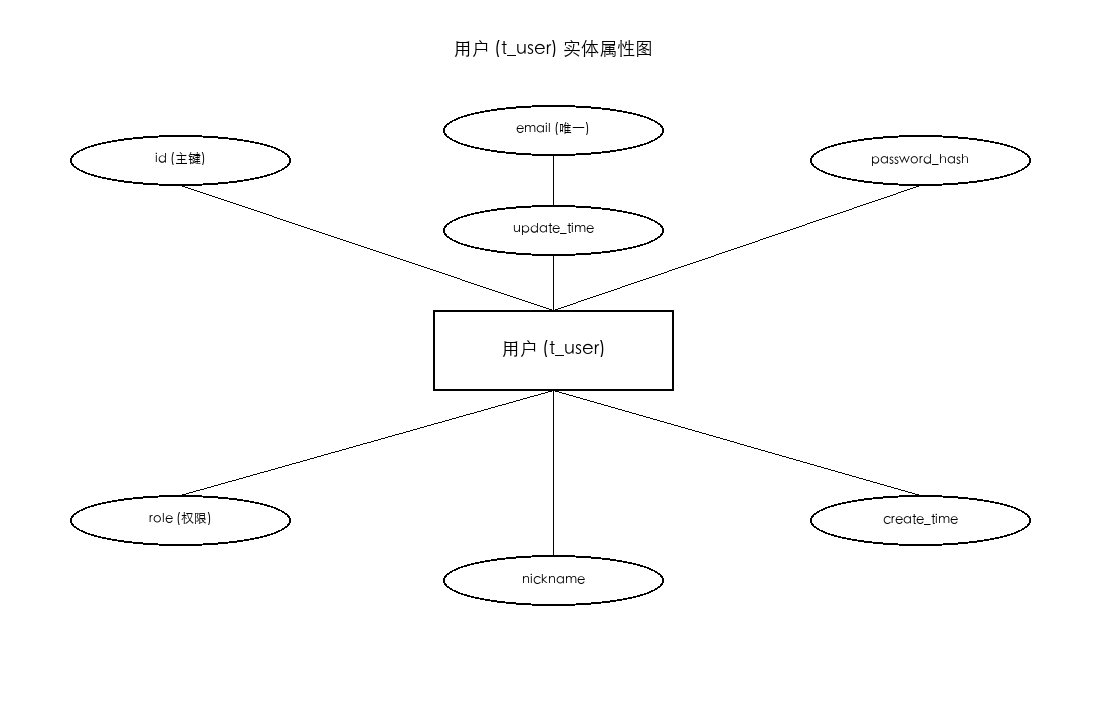 用户 (t_user) 实体属性图
email (唯一)
id (主键)
password_hash
update_time
用户 (t_user)
role (权限)
create_time
nickname